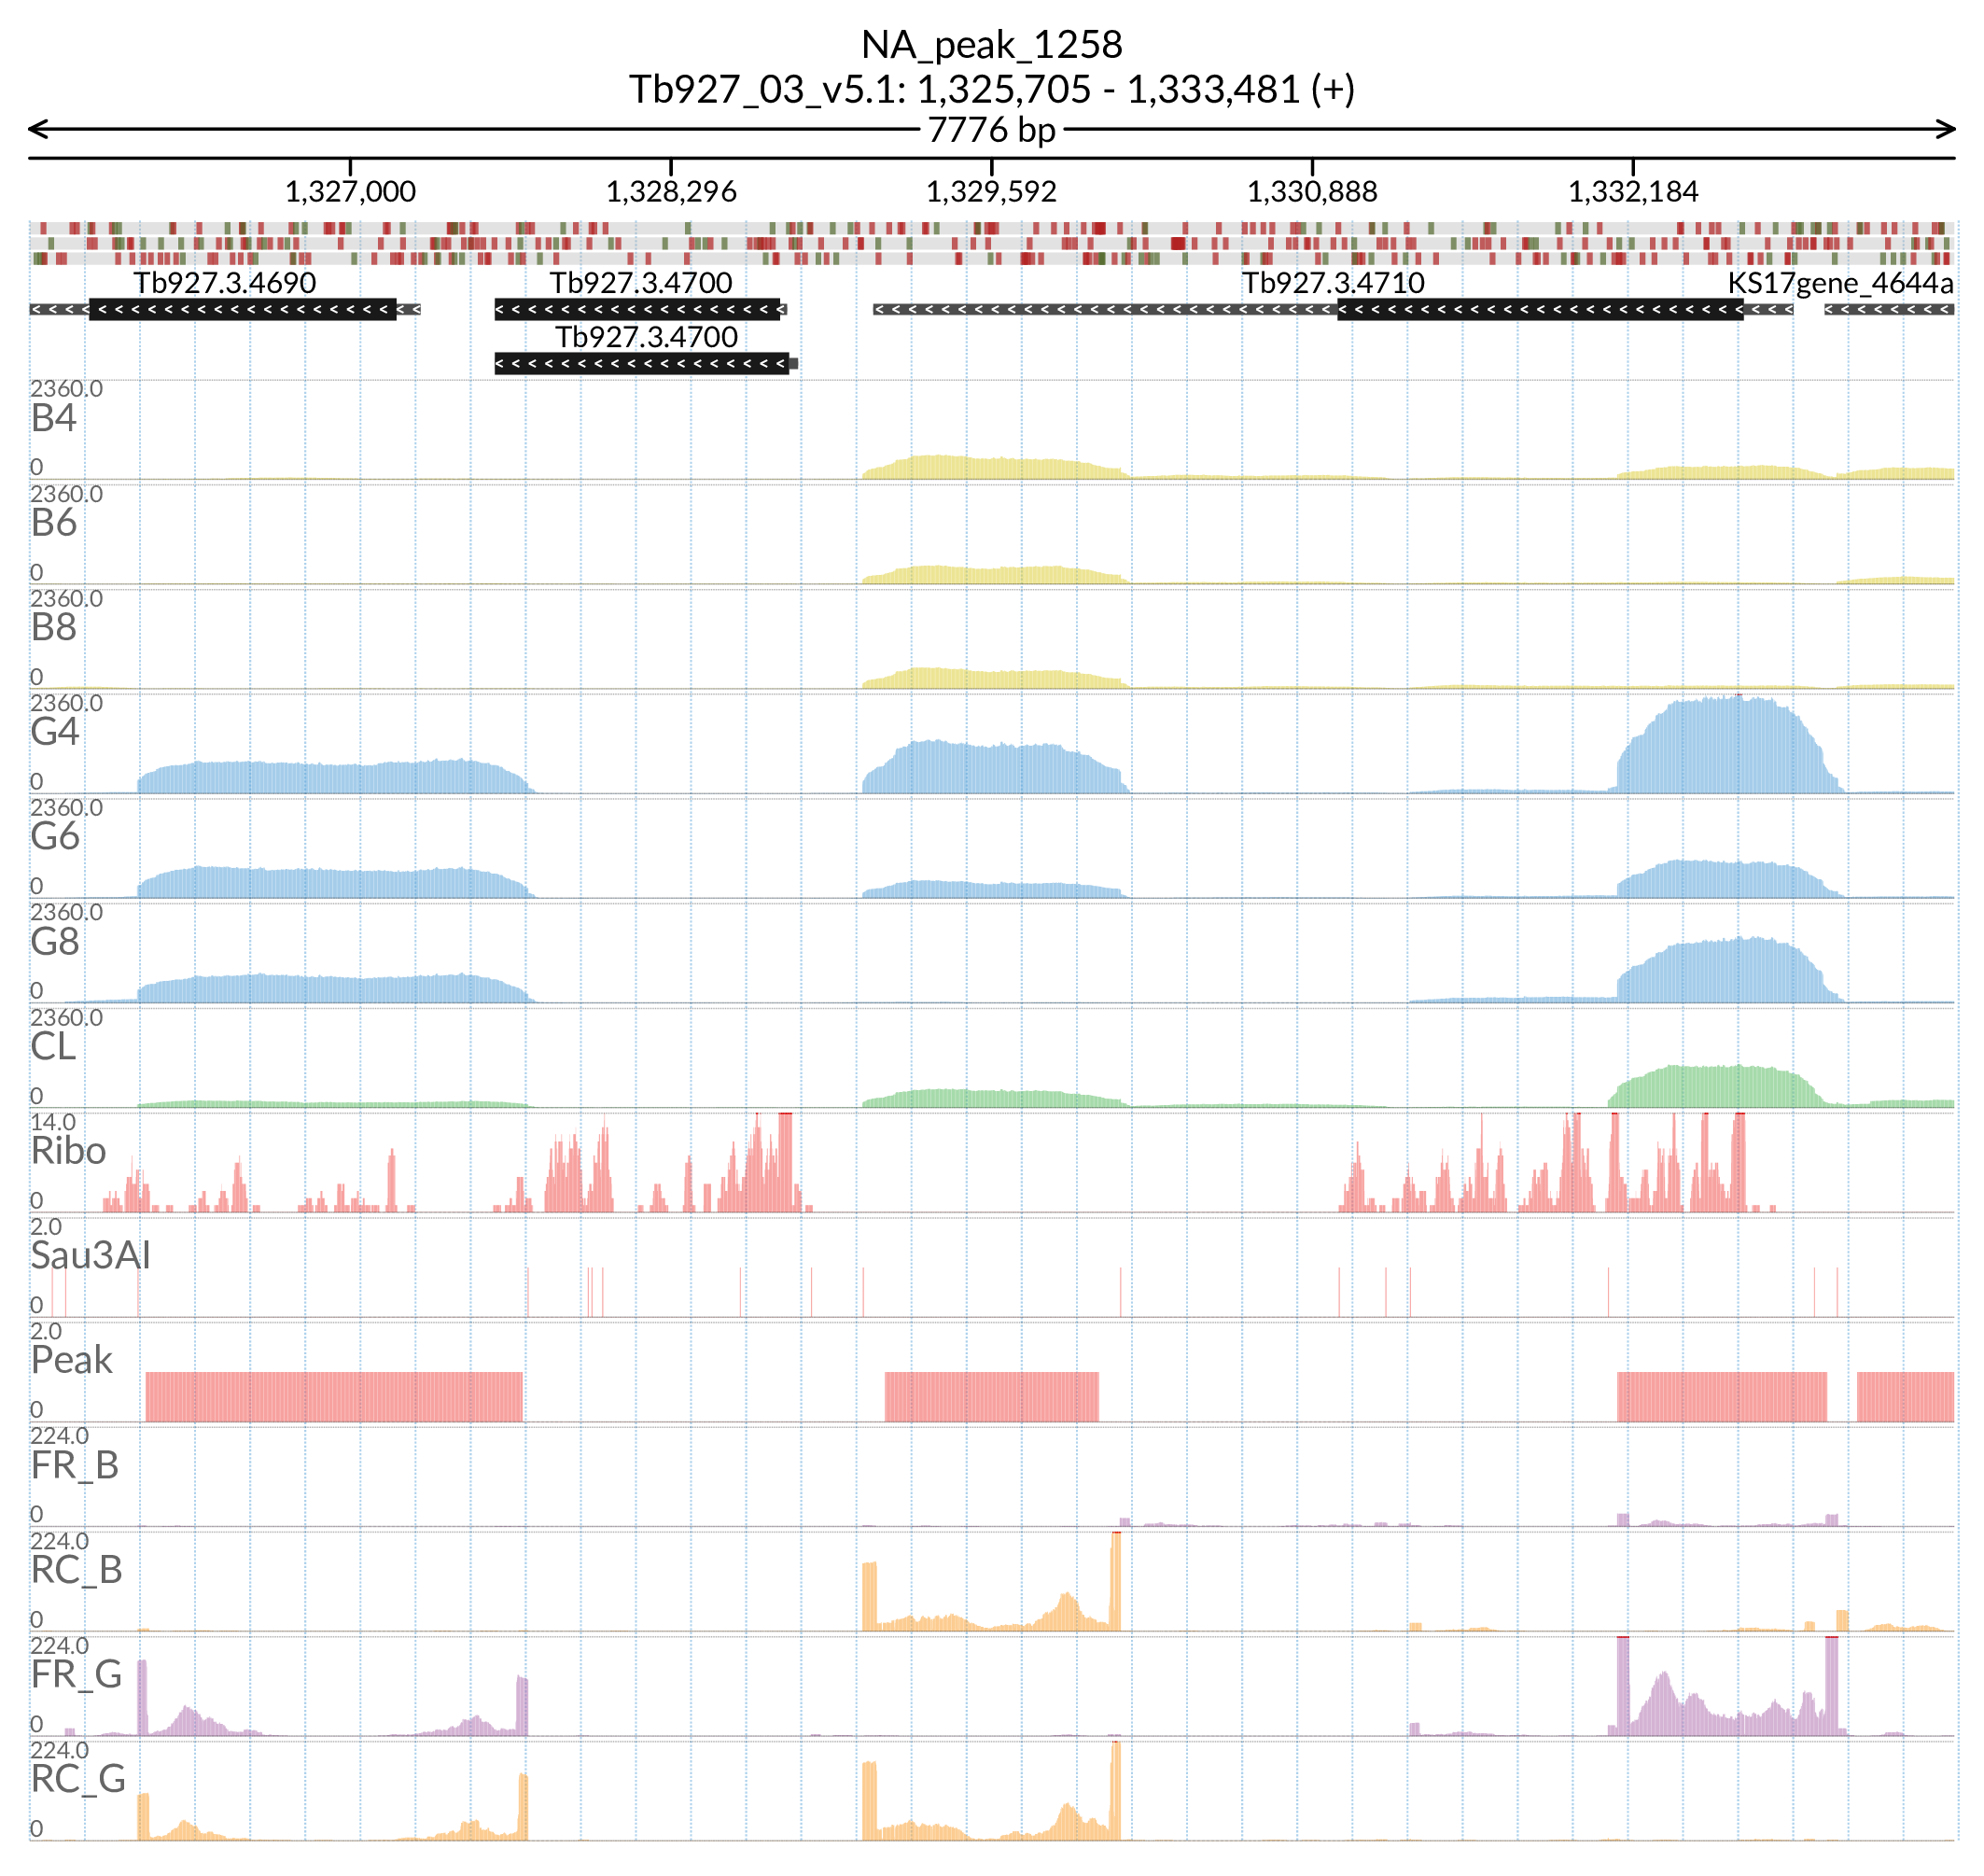 NA_peak_1258
Tb927_03_v5.1: 1,325,705 - 1,333,481 (+)
7776 bp
1,327,000 1,328,296 1,329,592 1,330,888 1,332,184
Tb927.3.4690 Tb927.3.4700 Tb927.3.4710 KS17gene_4644a
Tb927.3.4700
2360.0
B4
0
2360.0
B6
0
2360.0
B8
0
2360.0
G4
0
2360.0
G6
0
2360.0
G8
0
2360.0
CL
0
14.0
Ribo
0
2.0
Sau3AI
0
2.0
Peak
0
224.0
FR_B
0
224.0
RC_B
0
224.0
FR_G
0
224.0
RC_G
0